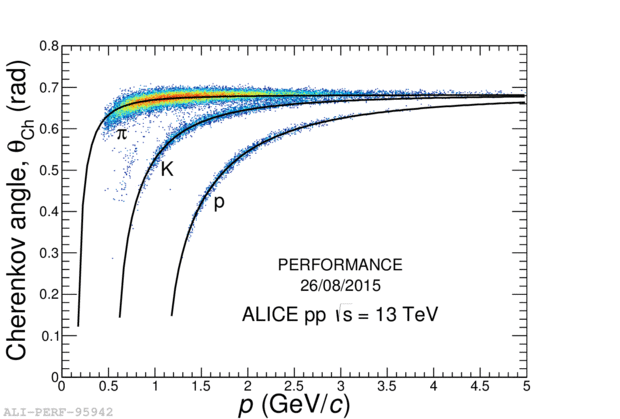 Cherenkov angle, θCh (rad)
0.8
0.7
0.6
0.5
0.4
0.3
0.2
0.1
0
π
K
p
PERFORMANCE
26/08/2015
ALICE pp √s = 13 TeV
0 0.5 1 1.5 2 2.5 3 3.5 4 4.5 5
p (GeV/c)
ALI-PERF-95942